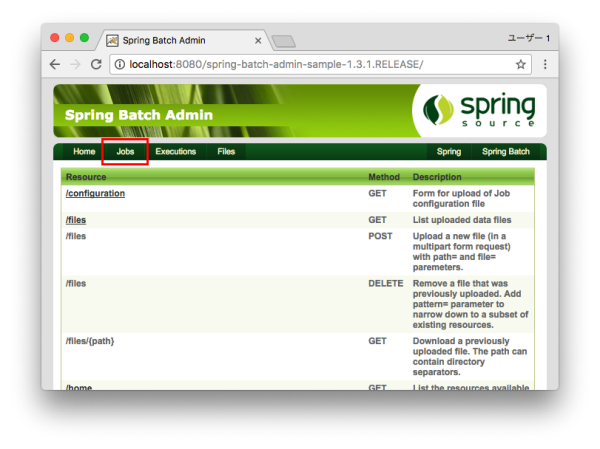 Spring Batch Admin
ユーザー 1
localhost:8080/spring-batch-admin-sample-1.3.1.RELEASE/
Spring Batch Admin
spring
source
Home Jobs Executions Files Spring Spring Batch
Resource Method Description
/configuration GET Form for upload of Job
configuration file
/files GET List uploaded data files
/files POST Upload a new file (in a
multipart form request)
with path= and file=
paremeters.
/files DELETE Remove a file that was
previously uploaded. Add
pattern= parameter to
narrow down to a subset of
existing resources.
/files/{path} GET Download a previously
uploaded file. The path can
contain directory
separators.
/home GET List the resources available